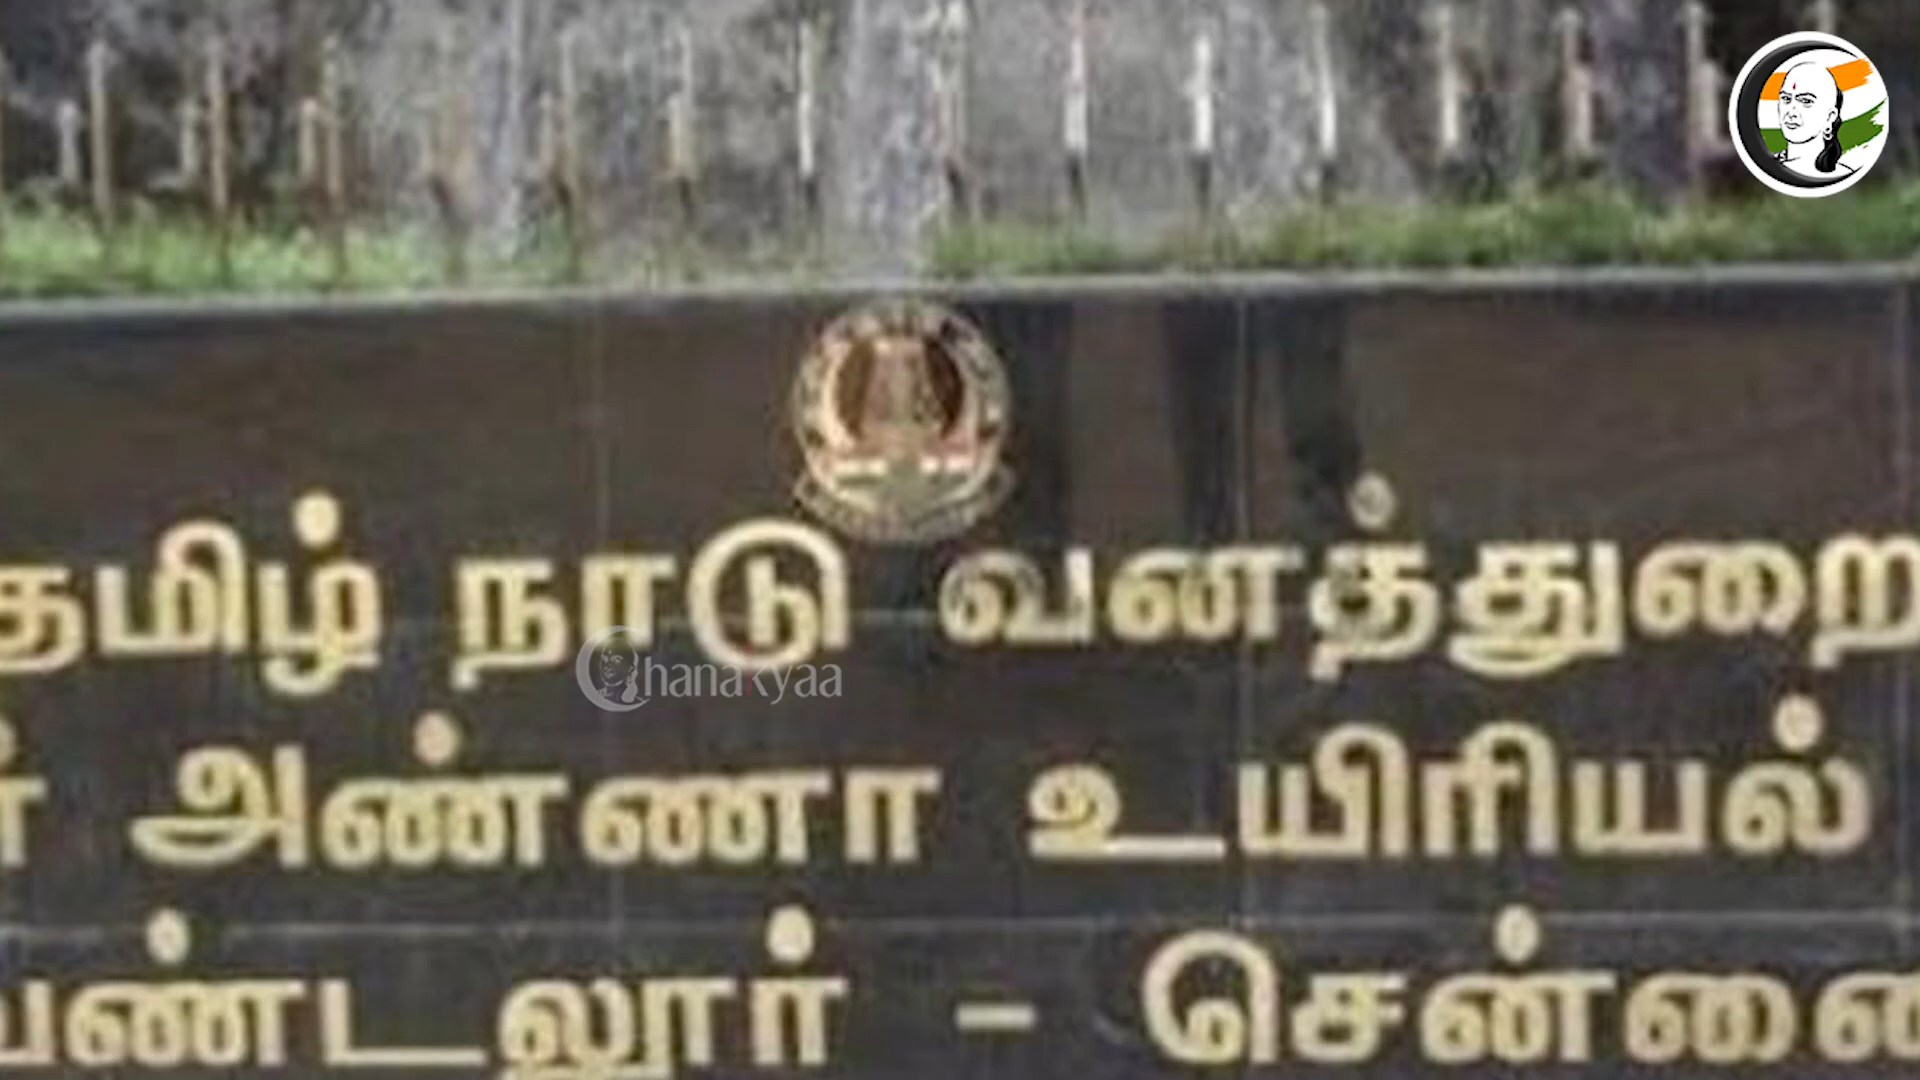 தமிழ் நாடு வனத்துறை
அண்ணா உயிரியல்
வண்டலூர் - சென்னை
Chanakyaa